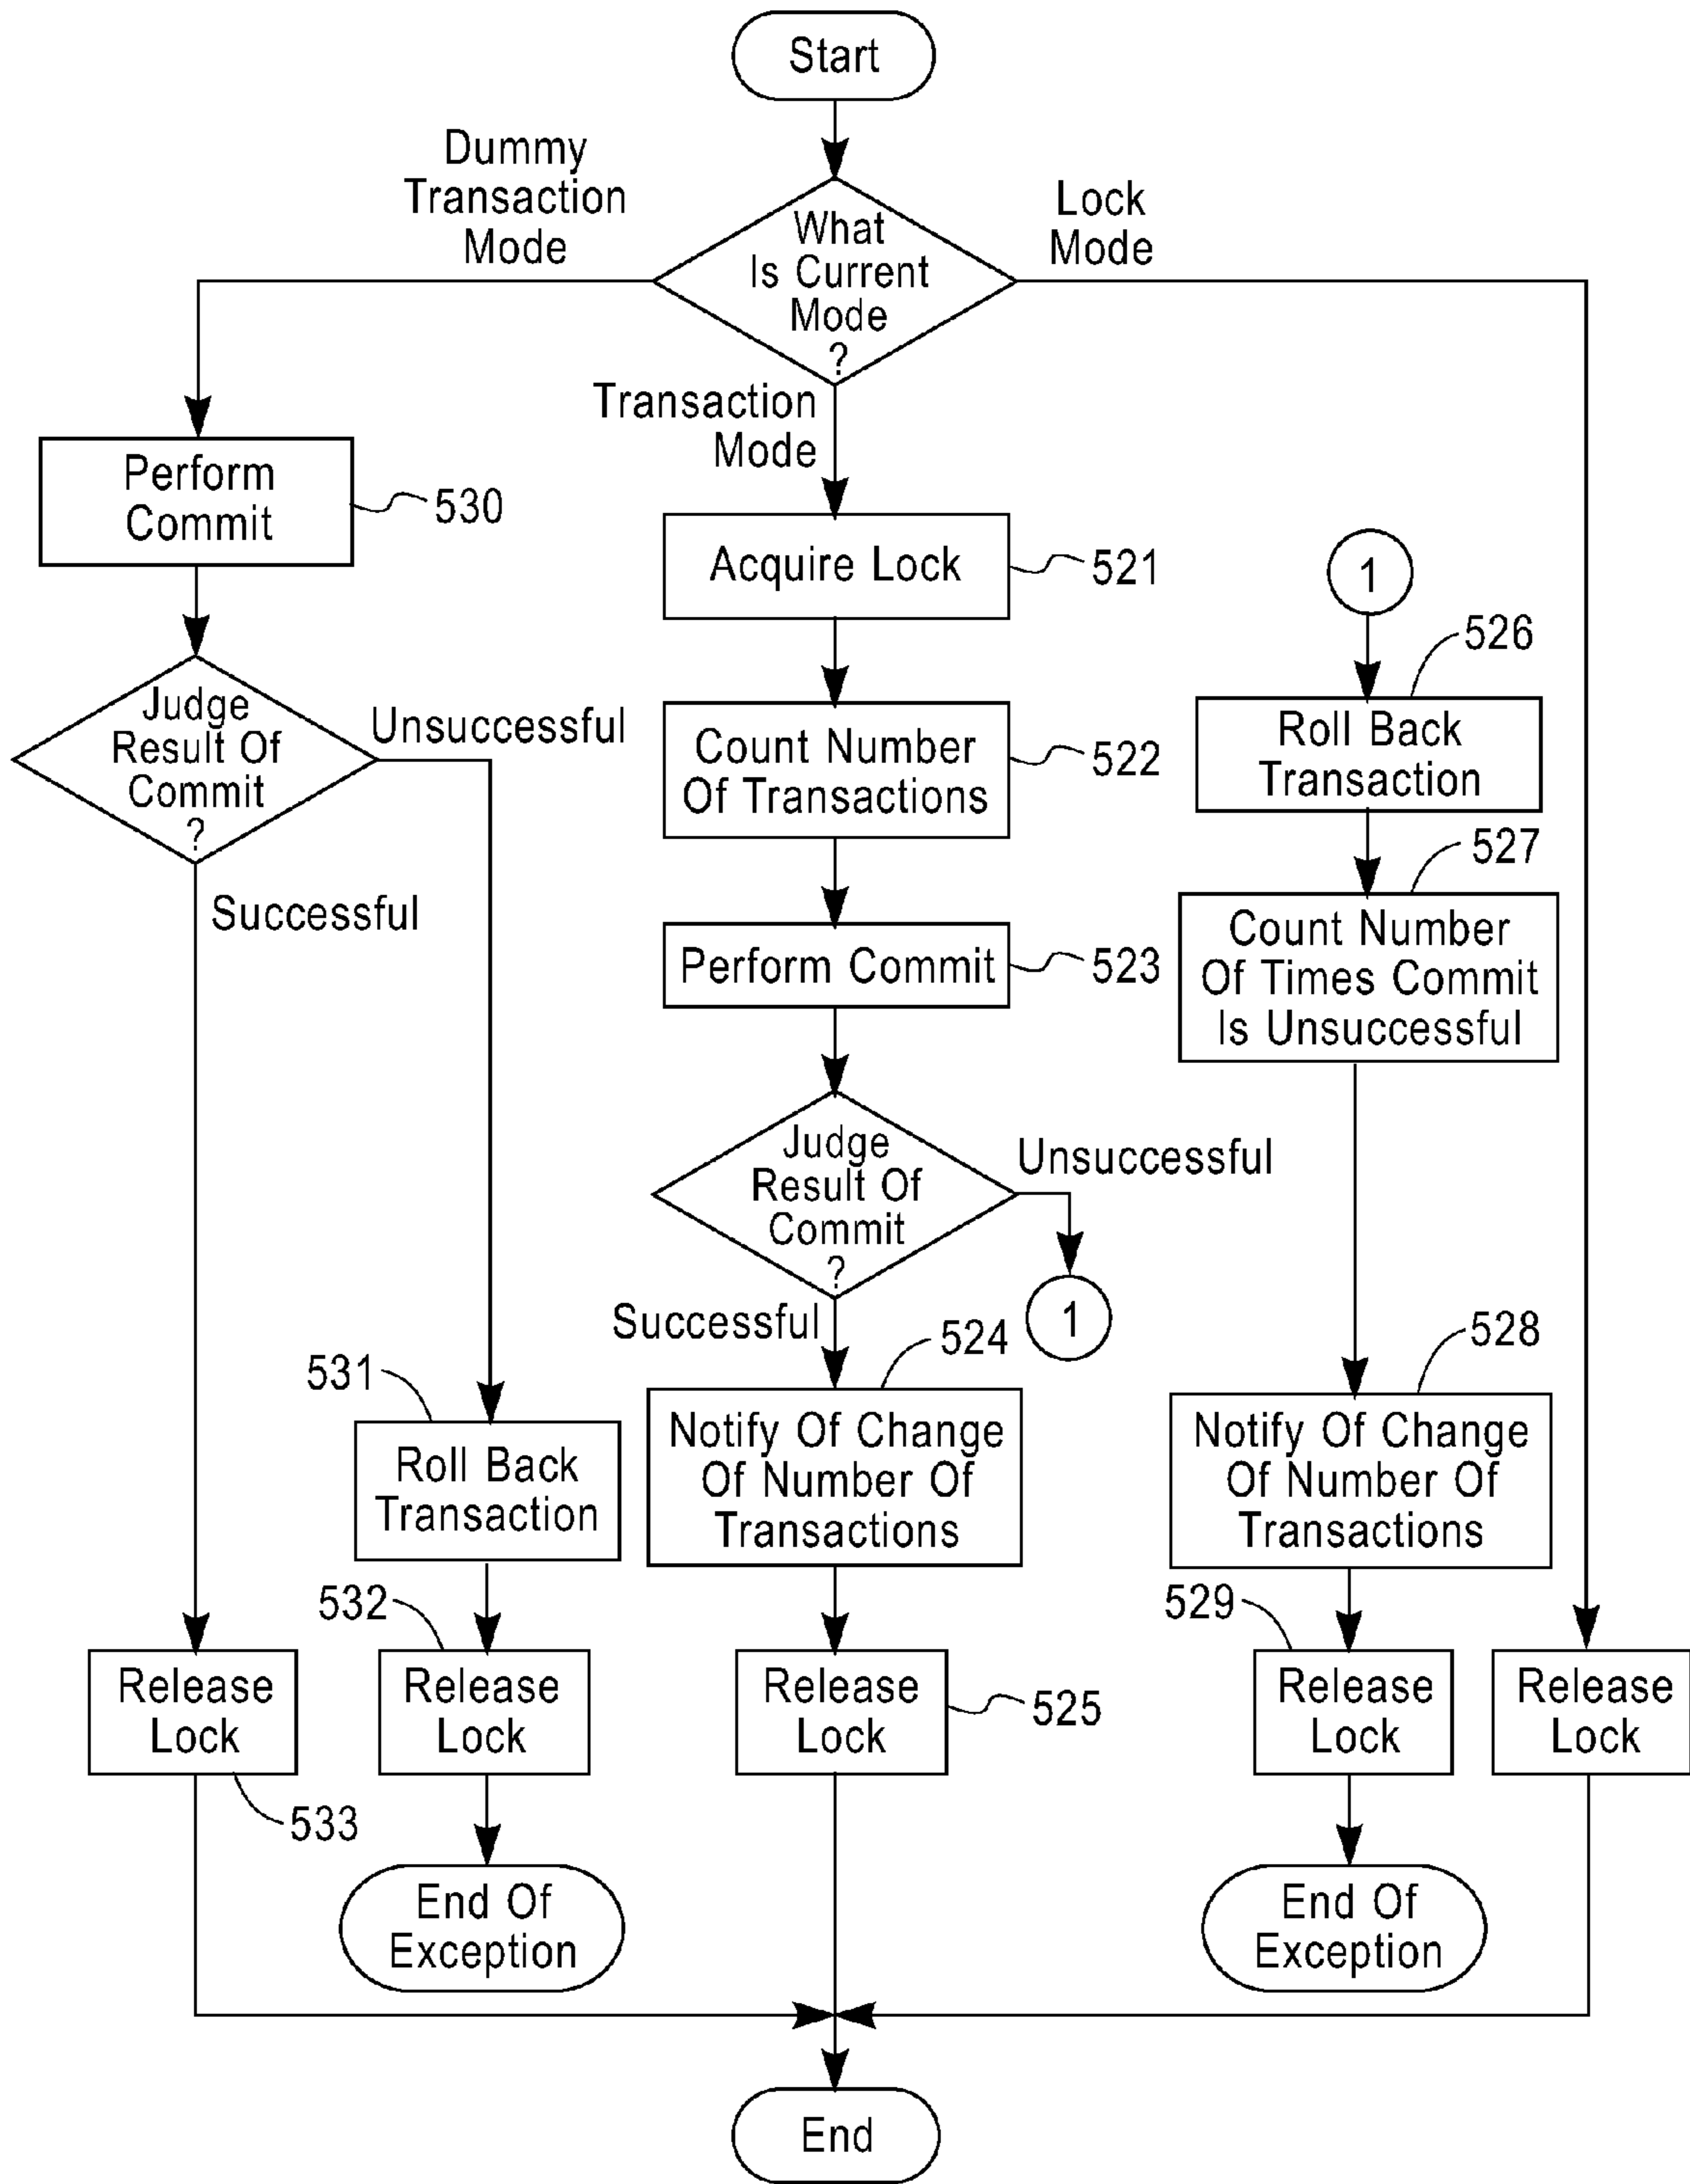 Start
Dummy
Transaction
Mode
What
Is Current
Mode
?
Lock
Mode
Transaction
Mode
Perform
Commit
530
Judge
Result Of
Commit
?
Unsuccessful
Successful
531
Roll Back
Transaction
532
Release
Lock
End Of
Exception
Release
Lock
533
Acquire Lock
521
Count Number
Of Transactions
522
Perform Commit
523
Judge
Result Of
Commit
?
Unsuccessful
1
Successful
524
Notify Of Change
Of Number Of
Transactions
Release
Lock
525
1
526
Roll Back
Transaction
527
Count Number
Of Times Commit
Is Unsuccessful
528
Notify Of Change
Of Number Of
Transactions
529
Release
Lock
End Of
Exception
Release
Lock
End